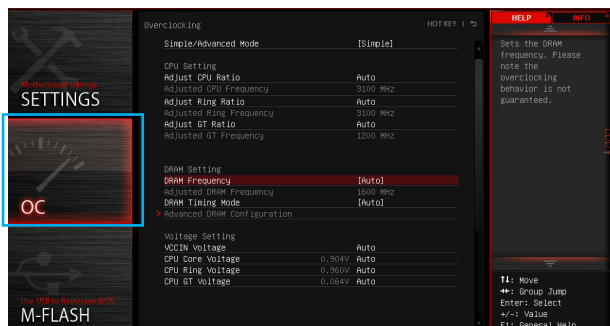 Motherboard settings
SETTINGS
OC
Use USB to flash/save BIOS
M-FLASH
Overclocking
HOT KEY |
Simple/Advanced Mode [Simple]
CPU Setting
Adjust CPU Ratio Auto
Adjusted CPU Frequency 3100 MHz
Adjust Ring Ratio Auto
Adjusted Ring Frequency 3100 MHz
Adjust GT Ratio Auto
Adjusted GT Frequency 1200 MHz
DRAM Setting
DRAM Frequency [Auto]
Adjusted DRAM Frequency 1600 MHz
DRAM Timing Mode [Auto]
> Advanced DRAM Configuration
Voltage Setting
VCCIN Voltage Auto
CPU Core Voltage 0.904V Auto
CPU Ring Voltage 0.960V Auto
CPU GT Voltage 0.064V Auto
HELP INFO
Sets the DRAM
frequency. Please
note the
overclocking
behavior is not
guaranteed.
↑↓: Move
→←: Group Jump
Enter: Select
+/-: Value
F1: General Help